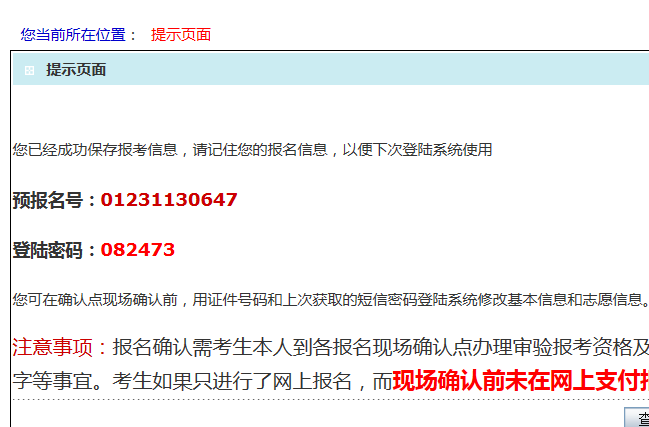 您当前所在位置： 提示页面
提示页面
您已经成功保存报考信息，请记住您的报名信息，以便下次登陆系统使用
预报名号：01231130647
登陆密码：082473
您可在确认点现场确认前，用证件号码和上次获取的短信密码登陆系统修改基本信息和志愿信息。
注意事项：报名确认需考生本人到各报名现场确认点办理审验报考资格及
字等事宜。考生如果只进行了网上报名，而现场确认前未在网上支付报
查